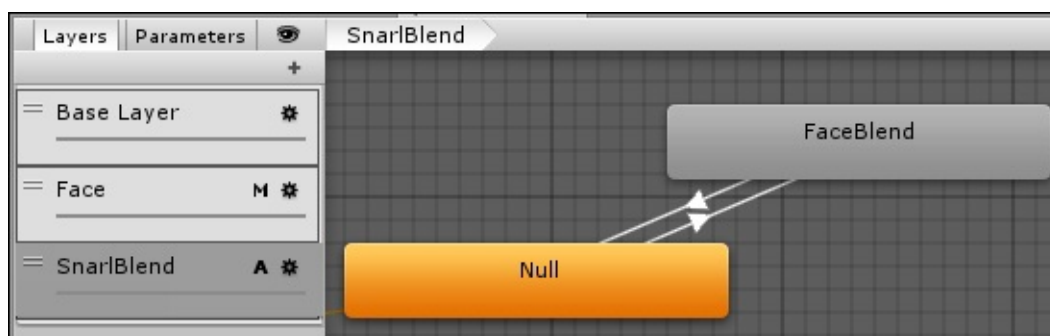 Layers Parameters SnarlBlend
+
Base Layer
Face M
SnarlBlend A
FaceBlend
Null